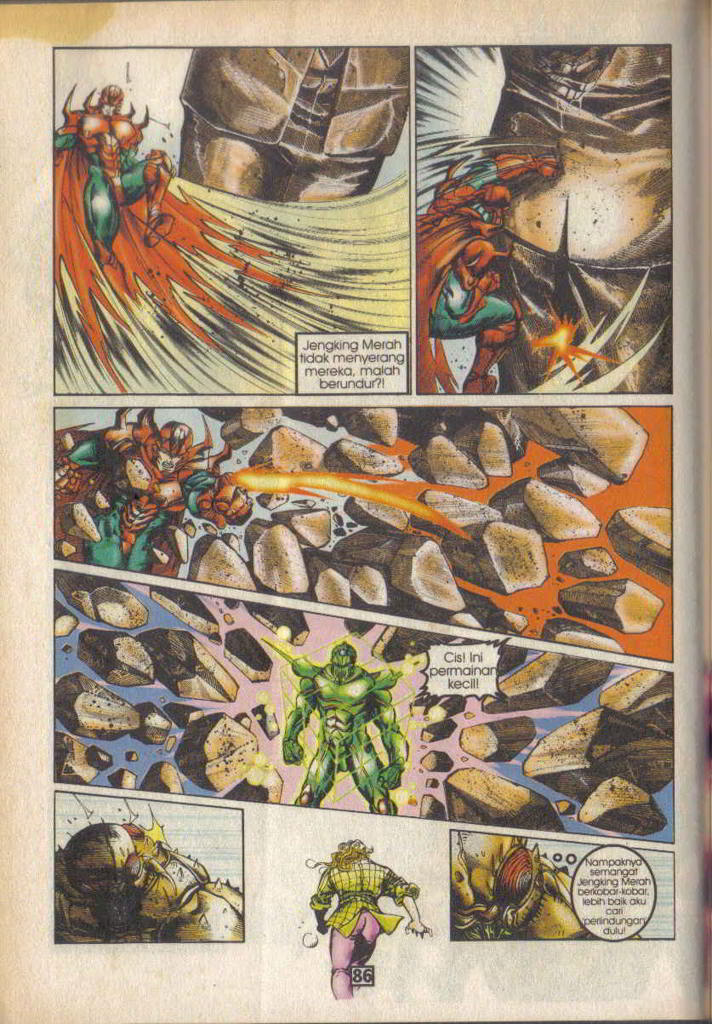 Jengking Merah
tidak menyerang
mereka, malah
berundur?!
Cis! Ini
permainan
kecil!
Nampaknya
semangat
Jengking Merah
berkobar-kobar,
lebih baik aku
cari
'perlindungan'
dulu!
86